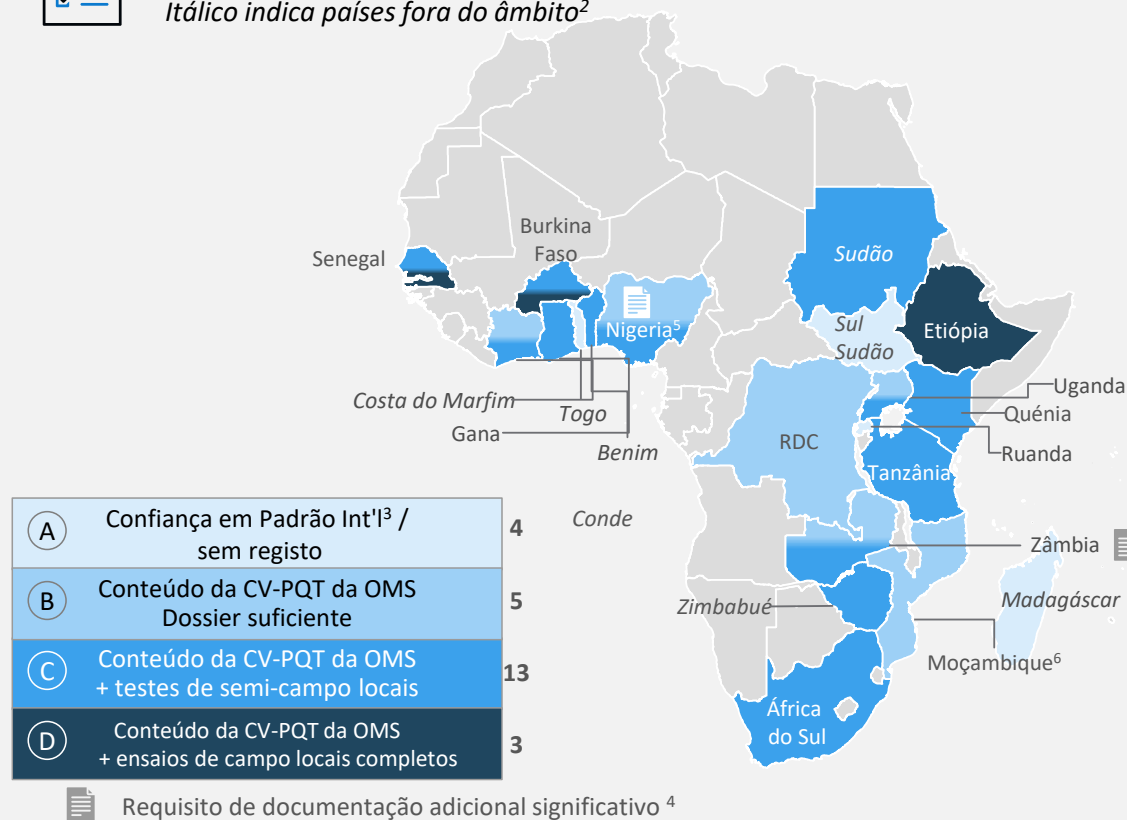 Itálico indica países fora do âmbito2
Burkina
Faso
Senegal
Sudão
Nigeria5
Sul
Sudão
Etiópia
Uganda
Costa do Marfim
Togo
Quénia
Gana
Benim
RDC
Ruanda
Tanzânia
A
Confiança em Padrão Int'l3 /
sem registo
4
Conde
Zâmbia
B
Conteúdo da CV-PQT da OMS
Dossier suficiente
5
Zimbabué
Madagáscar
Moçambique6
C
Conteúdo da CV-PQT da OMS
+ testes de semi-campo locais
13
África
do Sul
D
Conteúdo da CV-PQT da OMS
+ ensaios de campo locais completos
3
Requisito de documentação adicional significativo 4